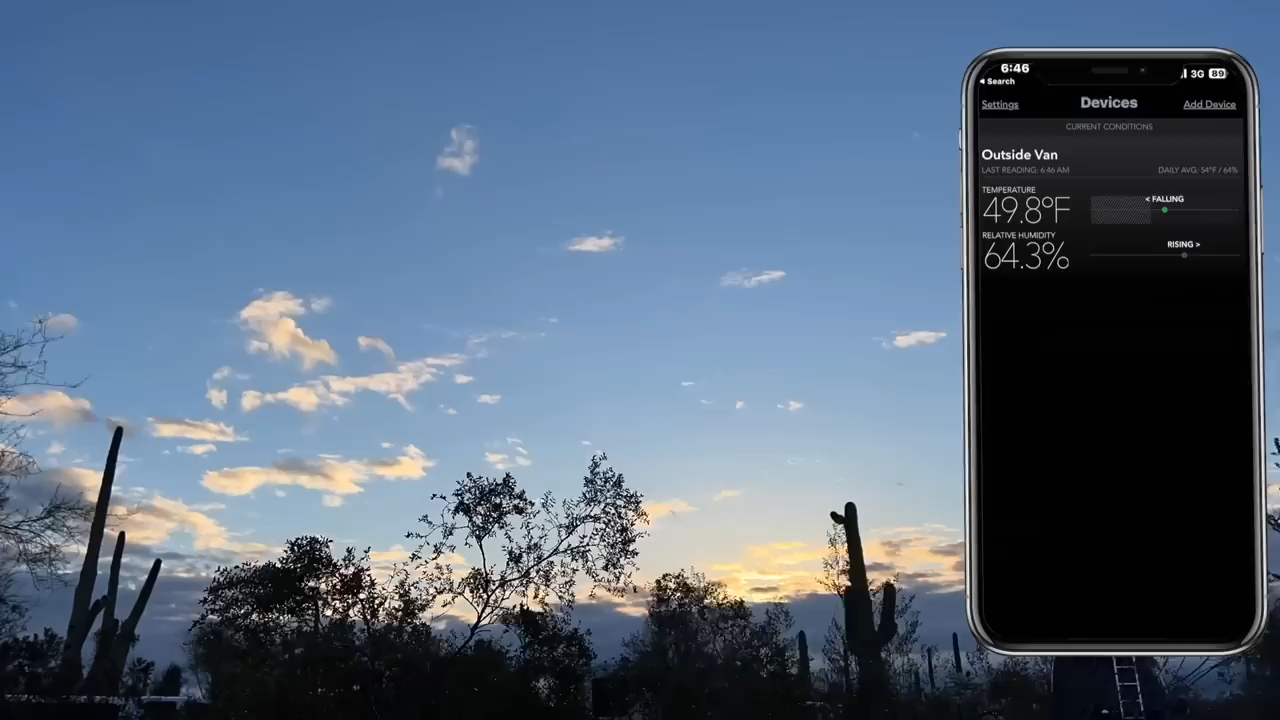 6:46
3G 89
◀ Search
Settings Devices Add Device
CURRENT CONDITIONS
Outside Van
LAST READING: 6:46 AM DAILY AVG: 54°F / 64%
TEMPERATURE
49.8°F
< FALLING
RELATIVE HUMIDITY
64.3%
RISING >